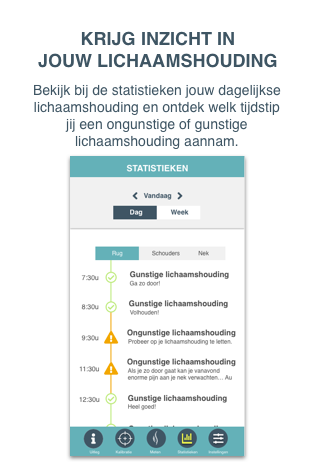 KRIJG INZICHT IN
JOUW LICHAAMSHOUDING
Bekijk bij de statistieken jouw dagelijkse
lichaamshouding en ontdek welk tijdstip
jij een ongunstige of gunstige
lichaamshouding aannam.
STATISTIEKEN
Vandaag
Dag Week
Rug Schouders Nek
7:30u Gunstige lichaamshouding
Ga zo door!
8:30u Gunstige lichaamshouding
Volhouden!
9:30u Ongunstige lichaamshouding
Probeer op je lichaamshouding te letten.
11:30u Ongunstige lichaamshouding
Als je zo door gaat kan je vanavond
enorme pijn aan je nek verwachten... Au
12:30u Gunstige lichaamshouding
Heel goed!
Uitleg Kalibratie Meten Statistieken Instellingen